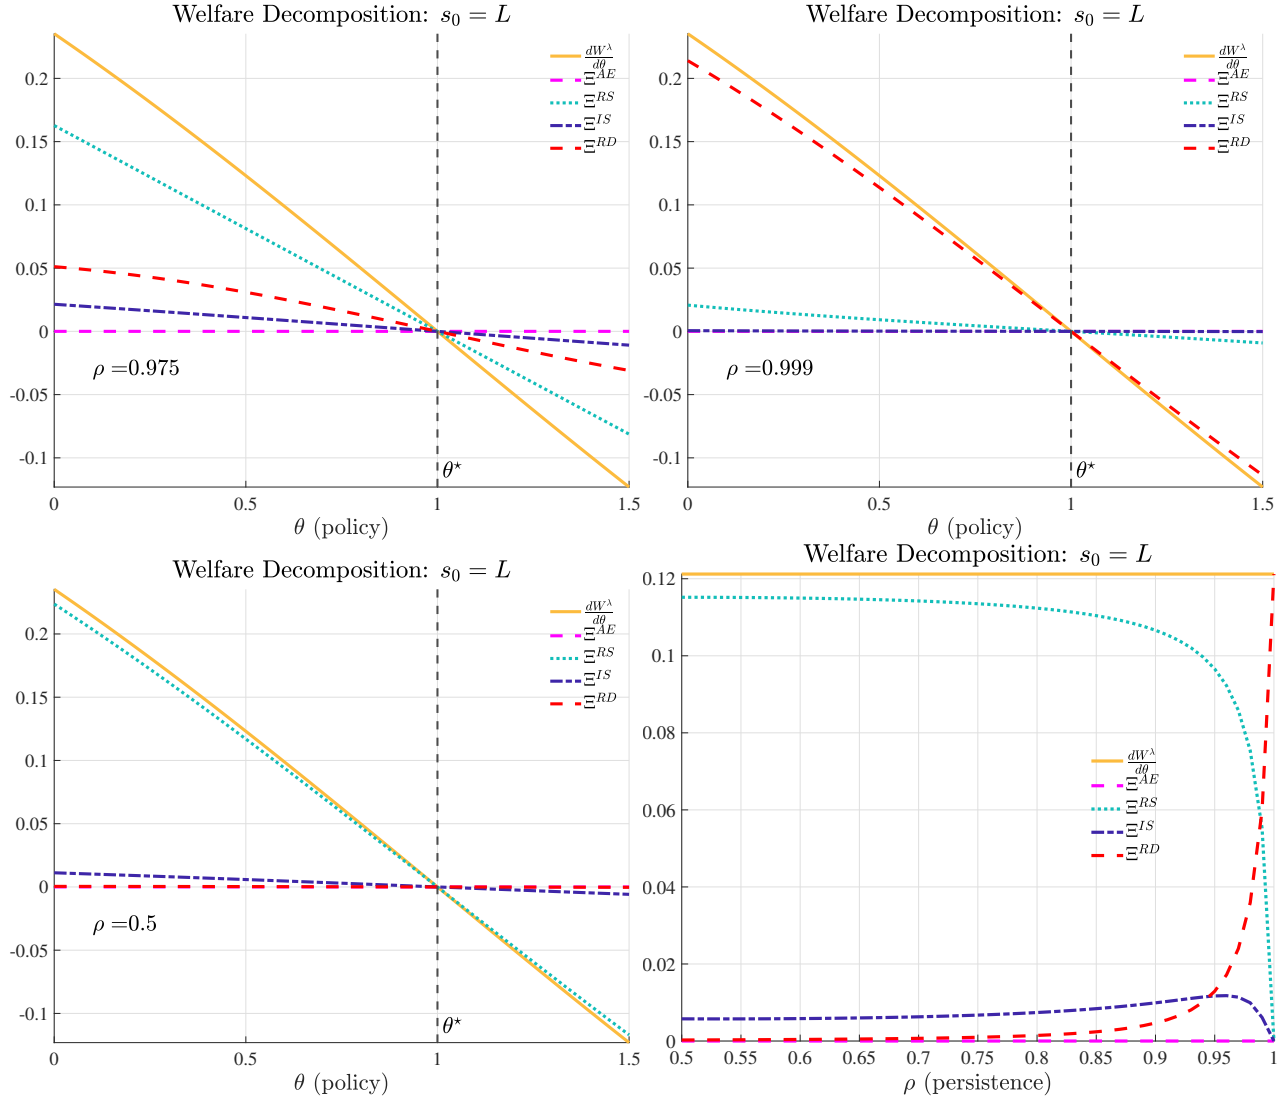 Welfare Decomposition: s₀ = L
0.2
0.15
0.1
0.05
0
-0.05
-0.1
dW^λ/dθ
Ξ^AE
Ξ^RS
Ξ^IS
Ξ^RD
ρ =0.975
θ⋆
0 0.5 1 1.5
θ (policy)
Welfare Decomposition: s₀ = L
0.2
0.15
0.1
0.05
0
-0.05
-0.1
dW^λ/dθ
Ξ^AE
Ξ^RS
Ξ^IS
Ξ^RD
ρ =0.999
θ⋆
0 0.5 1 1.5
θ (policy)
Welfare Decomposition: s₀ = L
0.2
0.15
0.1
0.05
0
-0.05
-0.1
dW^λ/dθ
Ξ^AE
Ξ^RS
Ξ^IS
Ξ^RD
ρ =0.5
θ⋆
0 0.5 1 1.5
θ (policy)
Welfare Decomposition: s₀ = L
0.12
0.1
0.08
0.06
0.04
0.02
0
dW^λ/dθ
Ξ^AE
Ξ^RS
Ξ^IS
Ξ^RD
0.5 0.55 0.6 0.65 0.7 0.75 0.8 0.85 0.9 0.95 1
ρ (persistence)